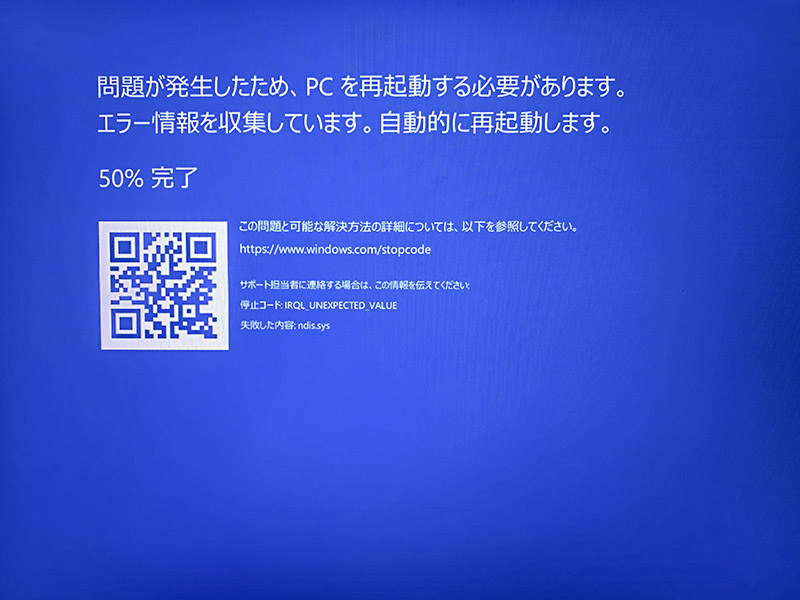 問題が発生したため、PC を再起動する必要があります。
エラー情報を収集しています。自動的に再起動します。
50% 完了
この問題と可能な解決方法の詳細については、以下を参照してください。
https://www.windows.com/stopcode
サポート担当者に連絡する場合は、この情報を伝えてください:
停止コード: IRQL_UNEXPECTED_VALUE
失敗した内容: ndis.sys